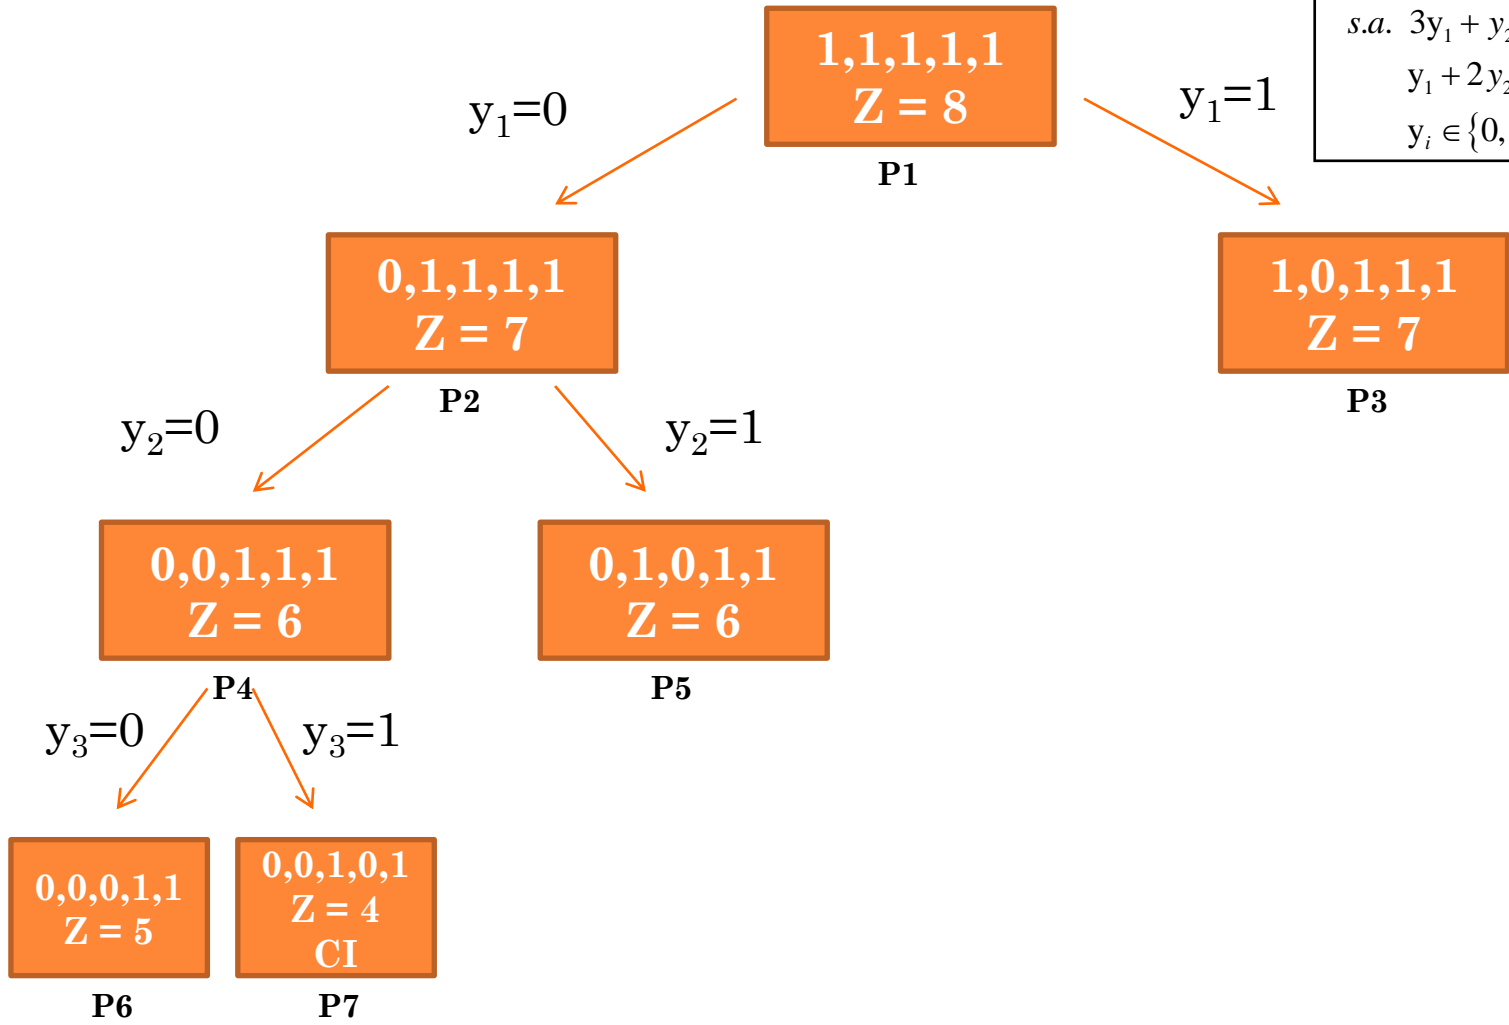 1,1,1,1,1
Z = 8
P1
s.a. 3y₁ + y₂
y₁ + 2y₂
yᵢ ∈ {0,
y₁=0
y₁=1
0,1,1,1,1
Z = 7
P2
1,0,1,1,1
Z = 7
P3
y₂=0
y₂=1
0,0,1,1,1
Z = 6
P4
0,1,0,1,1
Z = 6
P5
y₃=0
y₃=1
0,0,0,1,1
Z = 5
P6
0,0,1,0,1
Z = 4
CI
P7